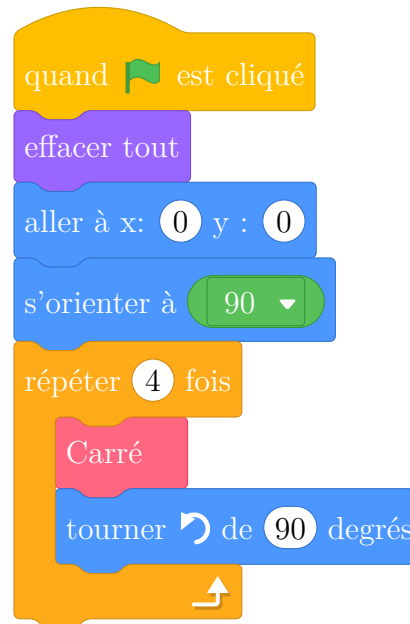 quand est cliqué
effacer tout
aller à x: 0 y : 0
s'orienter à 90
répéter 4 fois
Carré
tourner de 90 degrés